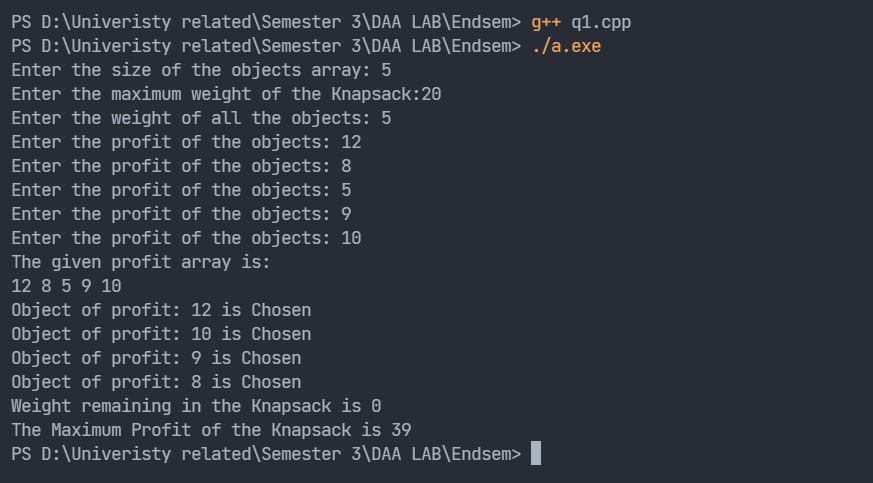 PS D:\Univeristy related\Semester 3\DAA LAB\Endsem> g++ q1.cpp
PS D:\Univeristy related\Semester 3\DAA LAB\Endsem> ./a.exe
Enter the size of the objects array: 5
Enter the maximum weight of the Knapsack:20
Enter the weight of all the objects: 5
Enter the profit of the objects: 12
Enter the profit of the objects: 8
Enter the profit of the objects: 5
Enter the profit of the objects: 9
Enter the profit of the objects: 10
The given profit array is:
12 8 5 9 10
Object of profit: 12 is Chosen
Object of profit: 10 is Chosen
Object of profit: 9 is Chosen
Object of profit: 8 is Chosen
Weight remaining in the Knapsack is 0
The Maximum Profit of the Knapsack is 39
PS D:\Univeristy related\Semester 3\DAA LAB\Endsem>